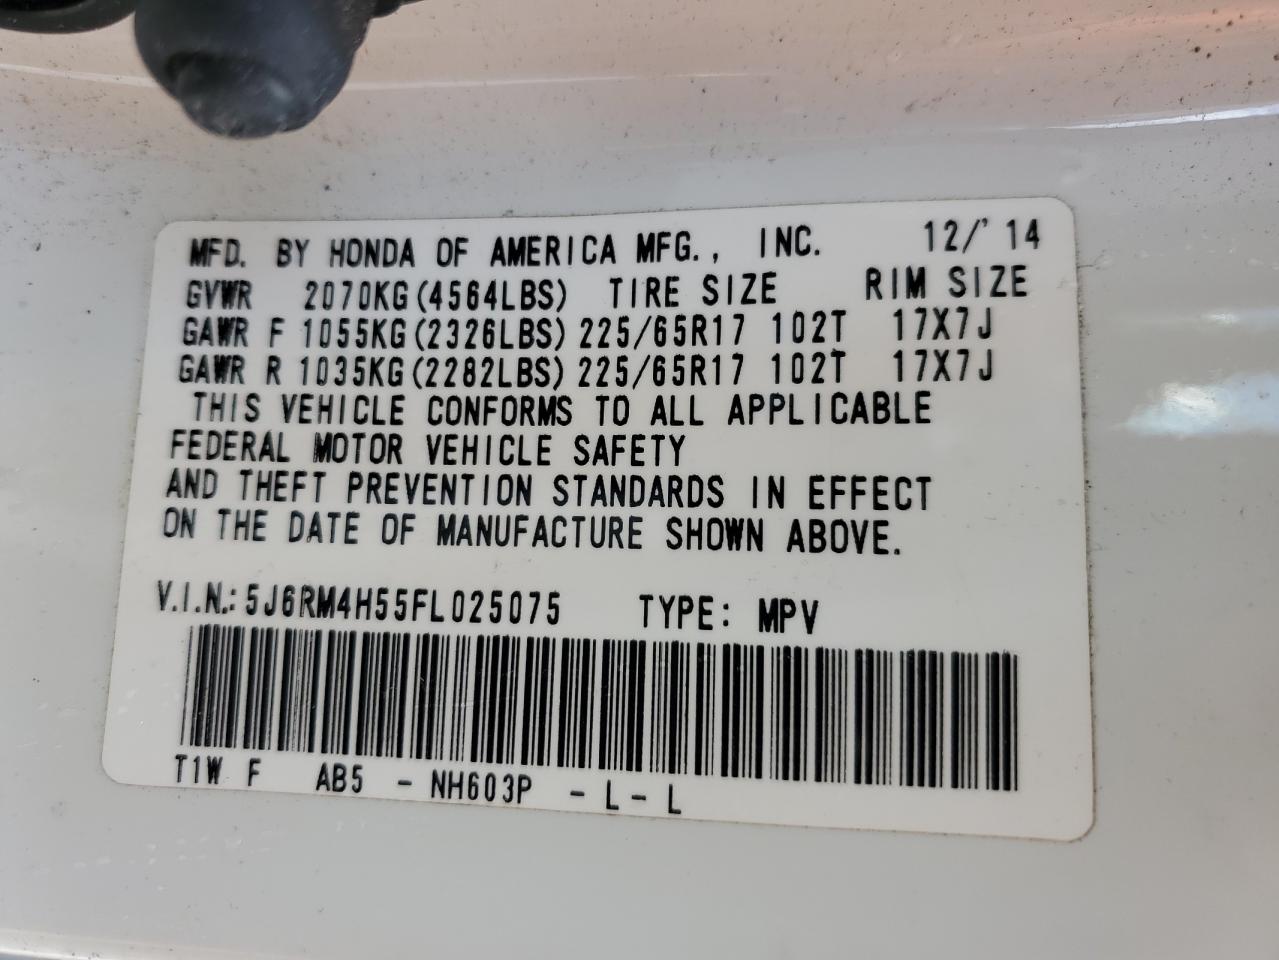 MFD. BY HONDA OF AMERICA MFG., INC. 12/'14
GVWR 2070KG(4564LBS) TIRE SIZE RIM SIZE
GAWR F 1055KG(2326LBS) 225/65R17 102T 17X7J
GAWR R 1035KG(2282LBS) 225/65R17 102T 17X7J
THIS VEHICLE CONFORMS TO ALL APPLICABLE
FEDERAL MOTOR VEHICLE SAFETY
AND THEFT PREVENTION STANDARDS IN EFFECT
ON THE DATE OF MANUFACTURE SHOWN ABOVE.
V.I.N.: 5J6RM4H55FL025075 TYPE: MPV
T1W F AB5 - NH603P - L - L